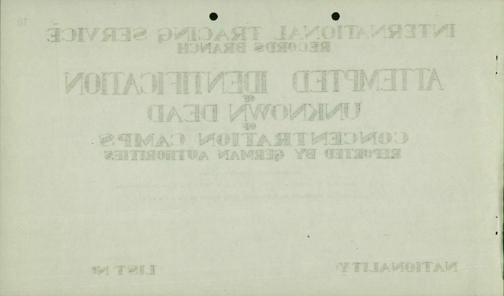 INTERNATIONAL TRACING SERVICE
RECORDS BRANCH
ATTEMPTED IDENTIFICATION
OF
UNKNOWN DEAD
OF
CONCENTRATION CAMPS
REPORTED BY GERMAN AUTHORITIES
NATIONALITY
LIST Nº